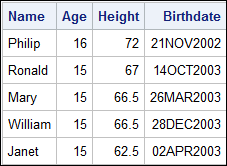 Name Age Height Birthdate
Philip 16 72 21NOV2002
Ronald 15 67 14OCT2003
Mary 15 66.5 26MAR2003
William 15 66.5 28DEC2003
Janet 15 62.5 02APR2003